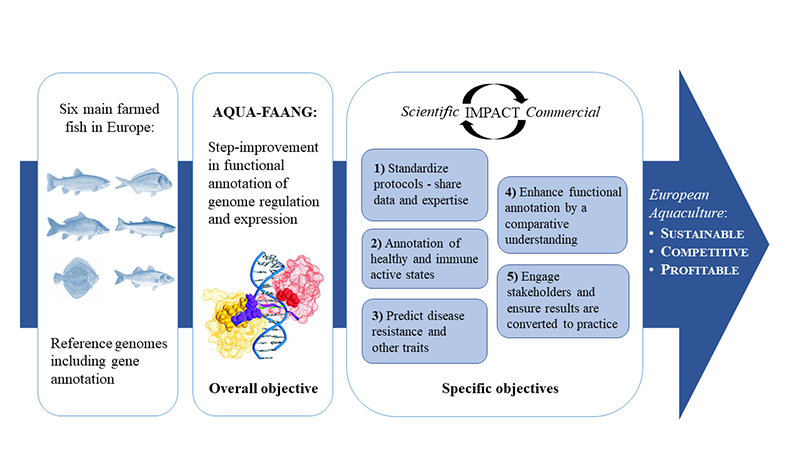 Six main farmed
fish in Europe:
Reference genomes
including gene
annotation
AQUA-FAANG:
Step-improvement
in functional
annotation of
genome regulation
and expression
Overall objective
Scientific IMPACT Commercial
1) Standardize
protocols - share
data and expertise
2) Annotation of
healthy and immune
active states
3) Predict disease
resistance and
other traits
4) Enhance functional
annotation by a
comparative
understanding
5) Engage
stakeholders and
ensure results are
converted to practice
Specific objectives
European
Aquaculture:
• SUSTAINABLE
• COMPETITIVE
• PROFITABLE